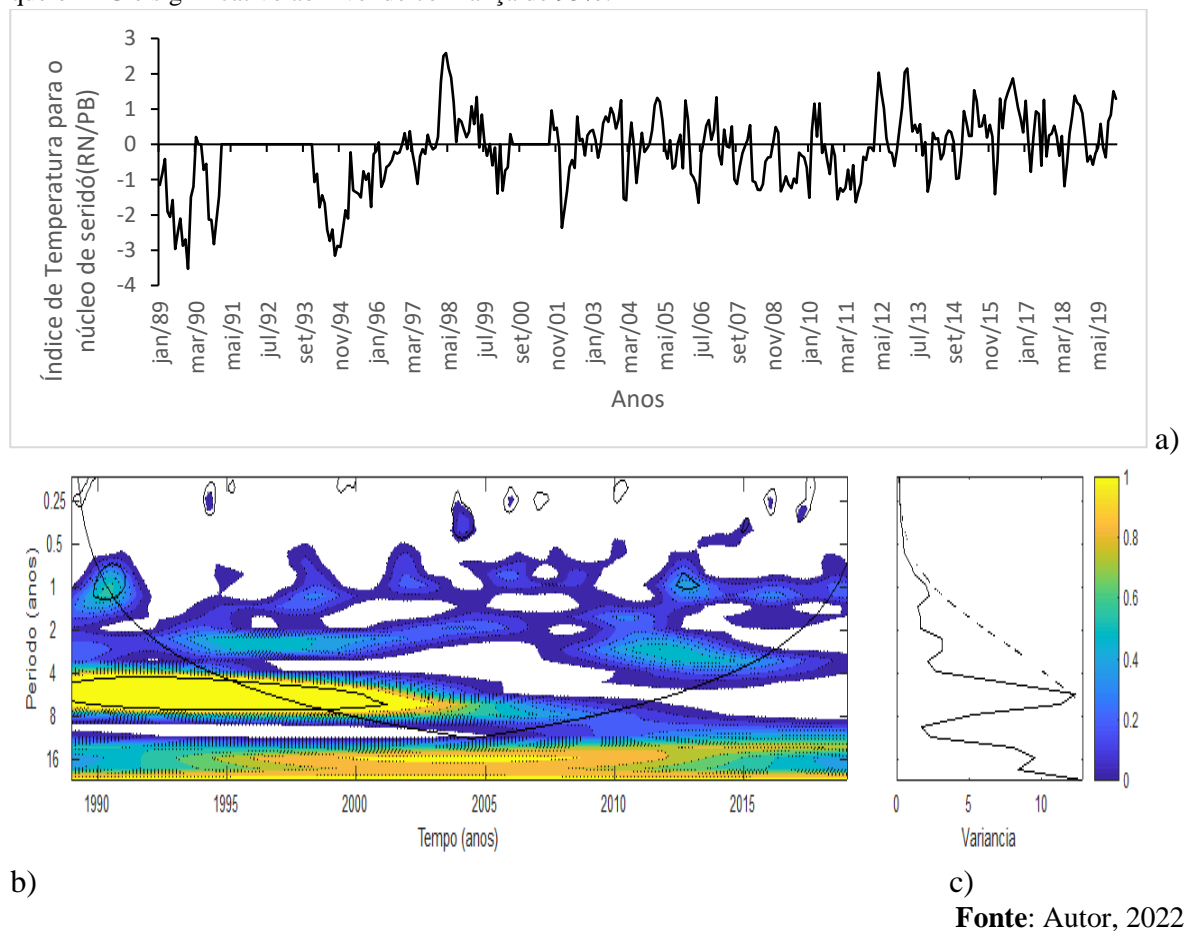 3
2
1
0
-1
-2
-3
-4
Índice de Temperatura para o
núcleo de seridó(RN/PB)
jan/89
mar/90
mai/91
jul/92
set/93
nov/94
jan/96
mar/97
mai/98
jul/99
set/00
nov/01
jan/03
mar/04
mai/05
jul/06
set/07
nov/08
jan/10
mar/11
mai/12
jul/13
set/14
nov/15
jan/17
mar/18
mai/19
Anos
a)
0.25
0.5
1
2
4
8
16
Periodo (anos)
1990
1995
2000
2005
2010
2015
Tempo (anos)
0
5
10
Variancia
1
0.8
0.6
0.4
0.2
0
b)
c)
Fonte: Autor, 2022